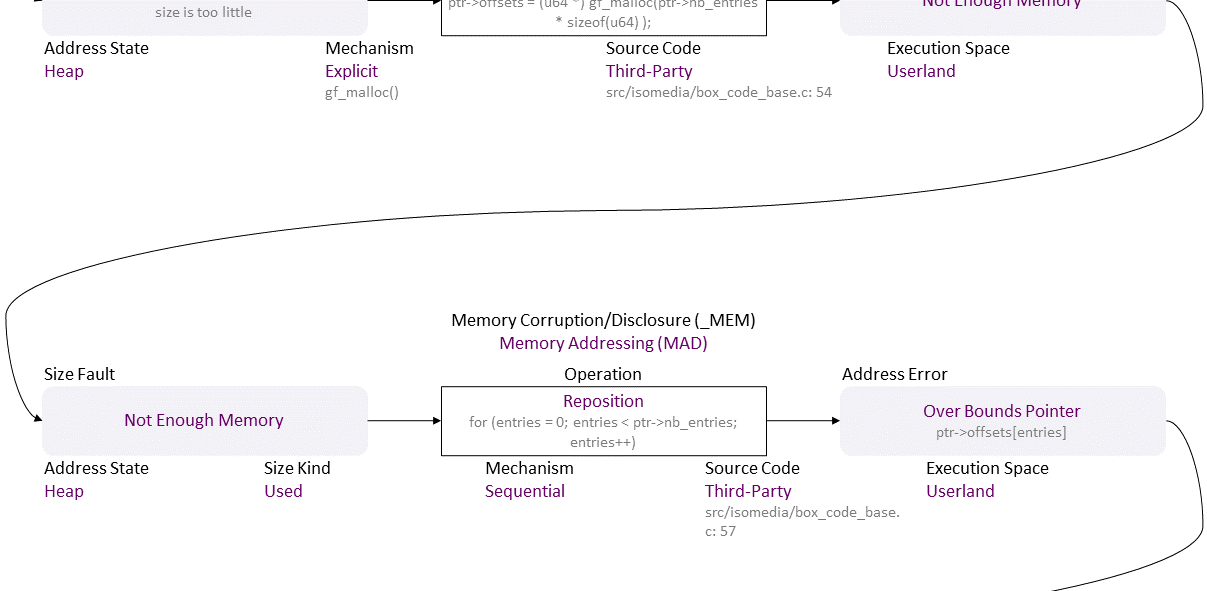 size is too little
ptr->offsets = (u64 *) gf_malloc(ptr->nb_entries
* sizeof(u64) );
Not Enough Memory
Address State
Mechanism
Source Code
Execution Space
Heap
Explicit
Third-Party
Userland
gf_malloc()
src/isomedia/box_code_base.c: 54
Memory Corruption/Disclosure (_MEM)
Memory Addressing (MAD)
Size Fault
Operation
Address Error
Not Enough Memory
Reposition
for (entries = 0; entries < ptr->nb_entries;
entries++)
Over Bounds Pointer
ptr->offsets[entries]
Address State
Size Kind
Mechanism
Source Code
Execution Space
Heap
Used
Sequential
Third-Party
Userland
src/isomedia/box_code_base.
c: 57